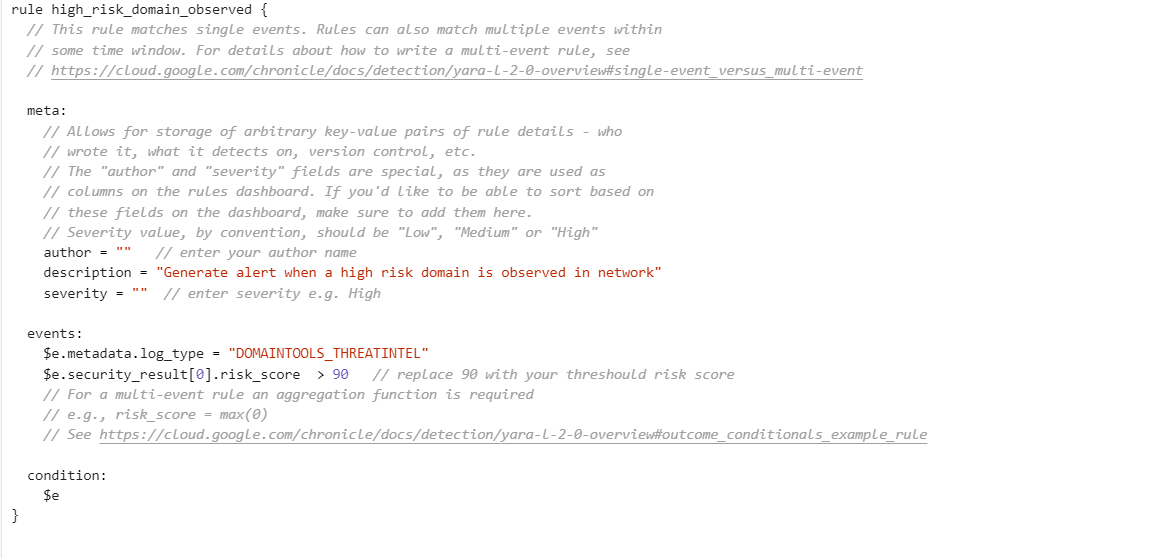 rule high_risk_domain_observed {
// This rule matches single events. Rules can also match multiple events within
// some time window. For details about how to write a multi-event rule, see
// https://cloud.google.com/chronicle/docs/detection/yara-l-2-0-overview#single-event_versus_multi-event
meta:
// Allows for storage of arbitrary key-value pairs of rule details - who
// wrote it, what it detects on, version control, etc.
// The "author" and "severity" fields are special, as they are used as
// columns on the rules dashboard. If you'd like to be able to sort based on
// these fields on the dashboard, make sure to add them here.
// Severity value, by convention, should be "Low", "Medium" or "High"
author = "" // enter your author name
description = "Generate alert when a high risk domain is observed in network"
severity = "" // enter severity e.g. High
events:
$e.metadata.log_type = "DOMAINTOOLS_THREATINTEL"
$e.security_result[0].risk_score > 90 // replace 90 with your threshould risk score
// For a multi-event rule an aggregation function is required
// e.g., risk_score = max(0)
// See https://cloud.google.com/chronicle/docs/detection/yara-l-2-0-overview#outcome_conditionals_example_rule
condition:
$e
}